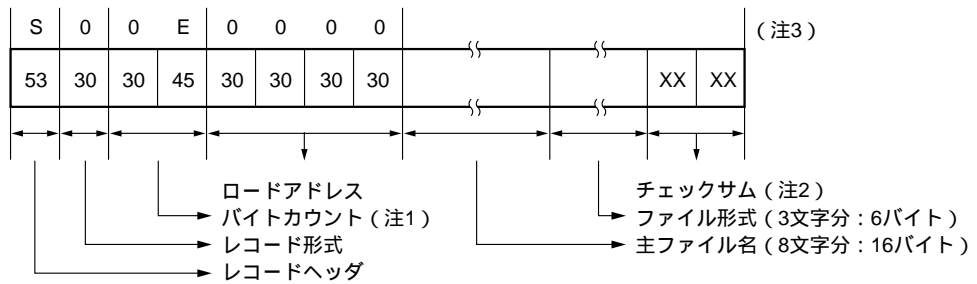 S 0 0 E 0 0 0 0 （注3）
53 30 30 45 30 30 30 30 XX XX
ロードアドレス
バイトカウント（注1）
レコード形式
レコードヘッダ
チェックサム（注2）
ファイル形式（3文字分：6バイト）
主ファイル名（8文字分：16バイト）